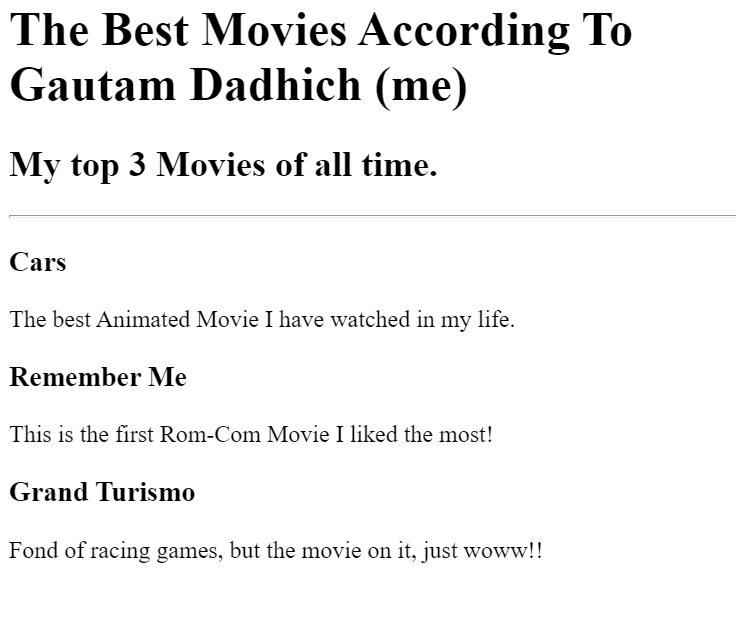 The Best Movies According To
Gautam Dadhich (me)
My top 3 Movies of all time.
Cars
The best Animated Movie I have watched in my life.
Remember Me
This is the first Rom-Com Movie I liked the most!
Grand Turismo
Fond of racing games, but the movie on it, just woww!!